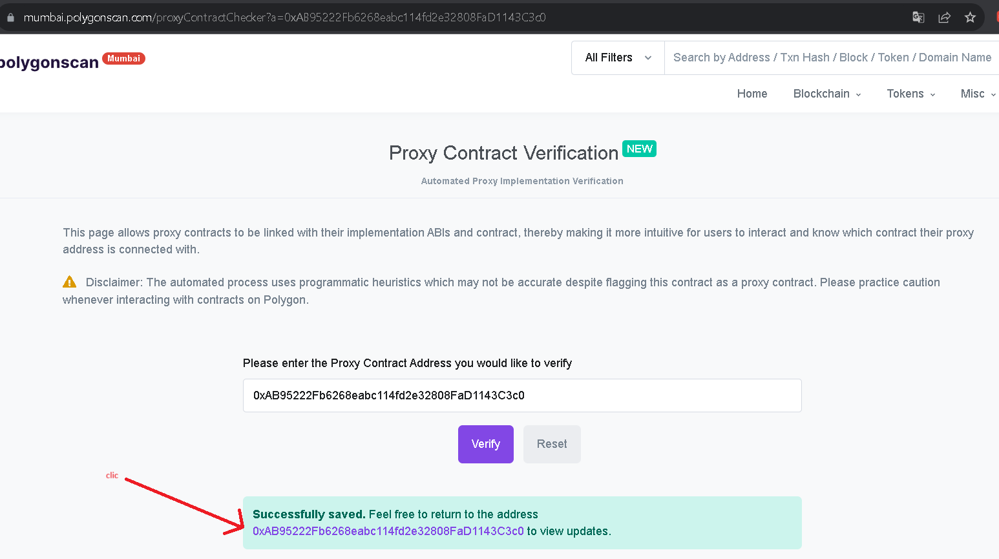 mumbai.polygonscan.com/proxyContractChecker?a=0xAB95222Fb6268eabc114fd2e32808FaD1143C3c0
polygonscan Mumbai
All Filters
Search by Address / Txn Hash / Block / Token / Domain Name
Home Blockchain Tokens Misc
Proxy Contract Verification NEW
Automated Proxy Implementation Verification
This page allows proxy contracts to be linked with their implementation ABIs and contract, thereby making it more intuitive for users to interact and know which contract their proxy
address is connected with.
Disclaimer: The automated process uses programmatic heuristics which may not be accurate despite flagging this contract as a proxy contract. Please practice caution
whenever interacting with contracts on Polygon.
Please enter the Proxy Contract Address you would like to verify
0xAB95222Fb6268eabc114fd2e32808FaD1143C3c0
Verify Reset
clic
Successfully saved. Feel free to return to the address
0xAB95222Fb6268eabc114fd2e32808FaD1143C3c0 to view updates.